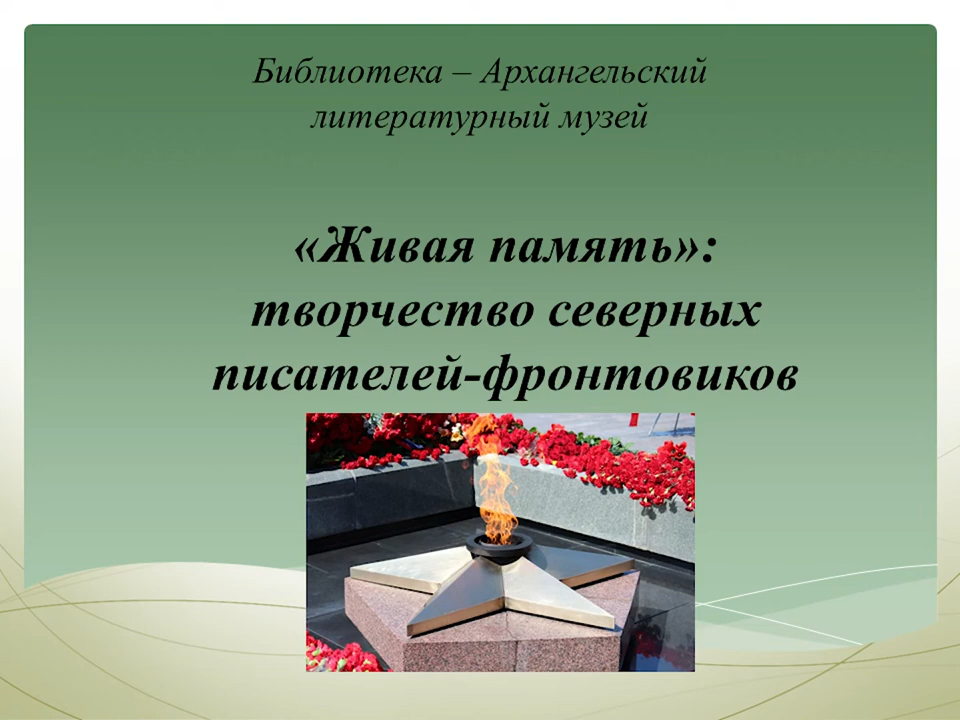 Библиотека – Архангельский
литературный музей
«Живая память»:
творчество северных
писателей-фронтовиков